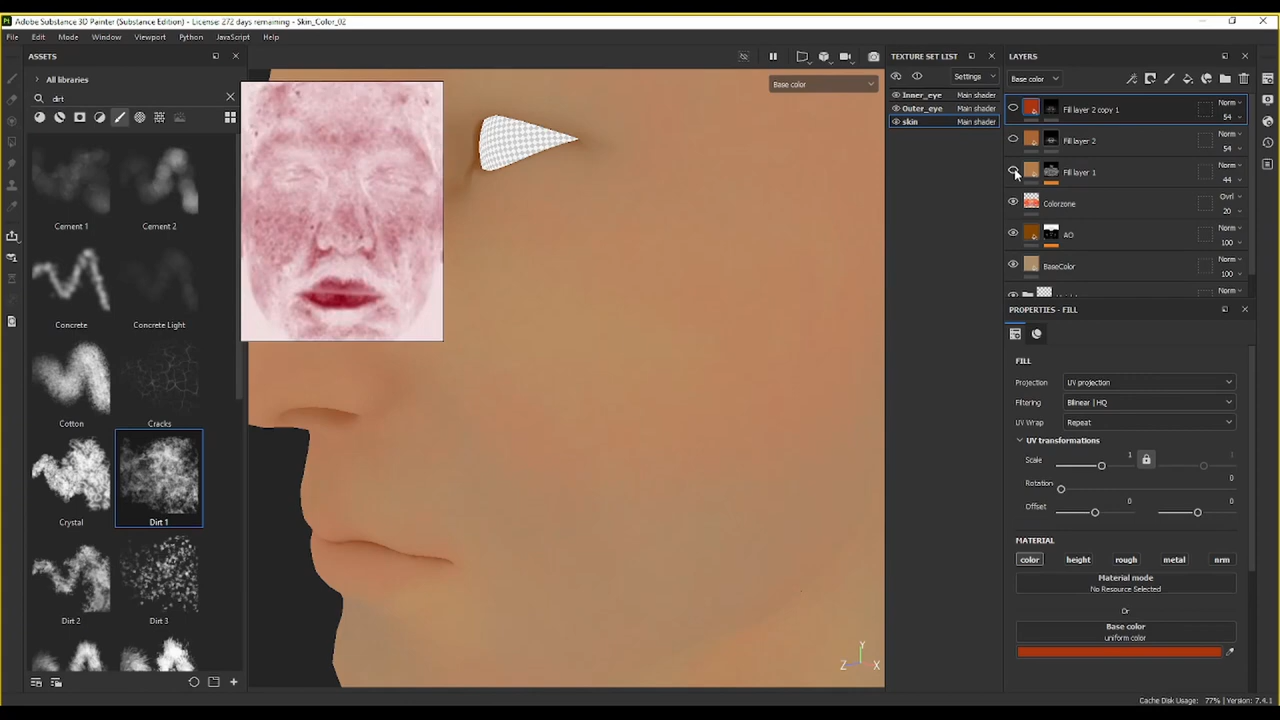 Adobe Substance 3D Painter (Substance Edition) - License: 272 days remaining - Skin_Color_02
File Edit Mode Window Viewport Python JavaScript Help
ASSETS
All libraries
dirt
Cement 1 Cement 2
Concrete Concrete Light
Cotton Cracks
Crystal Dirt 1
Dirt 2 Dirt 3
Base color
Z Y X
TEXTURE SET LIST
Settings
Inner_eye Main shader
Outer_eye Main shader
skin Main shader
LAYERS
Base color
Fill layer 2 copy 1 Norm 54
Fill layer 2 Norm 54
Fill layer 1 Norm 44
Colorzone Ovrl 20
AO Norm 100
BaseColor Norm 100
Norm
PROPERTIES - FILL
FILL
Projection UV projection
Filtering Bilinear | HQ
UV Wrap Repeat
UV transformations
Scale 1 1
Rotation 0
Offset 0 0
MATERIAL
color height rough metal nrm
Material mode
No Resource Selected
Or
Base color
uniform color
Cache Disk Usage: 77% | Version: 7.4.1